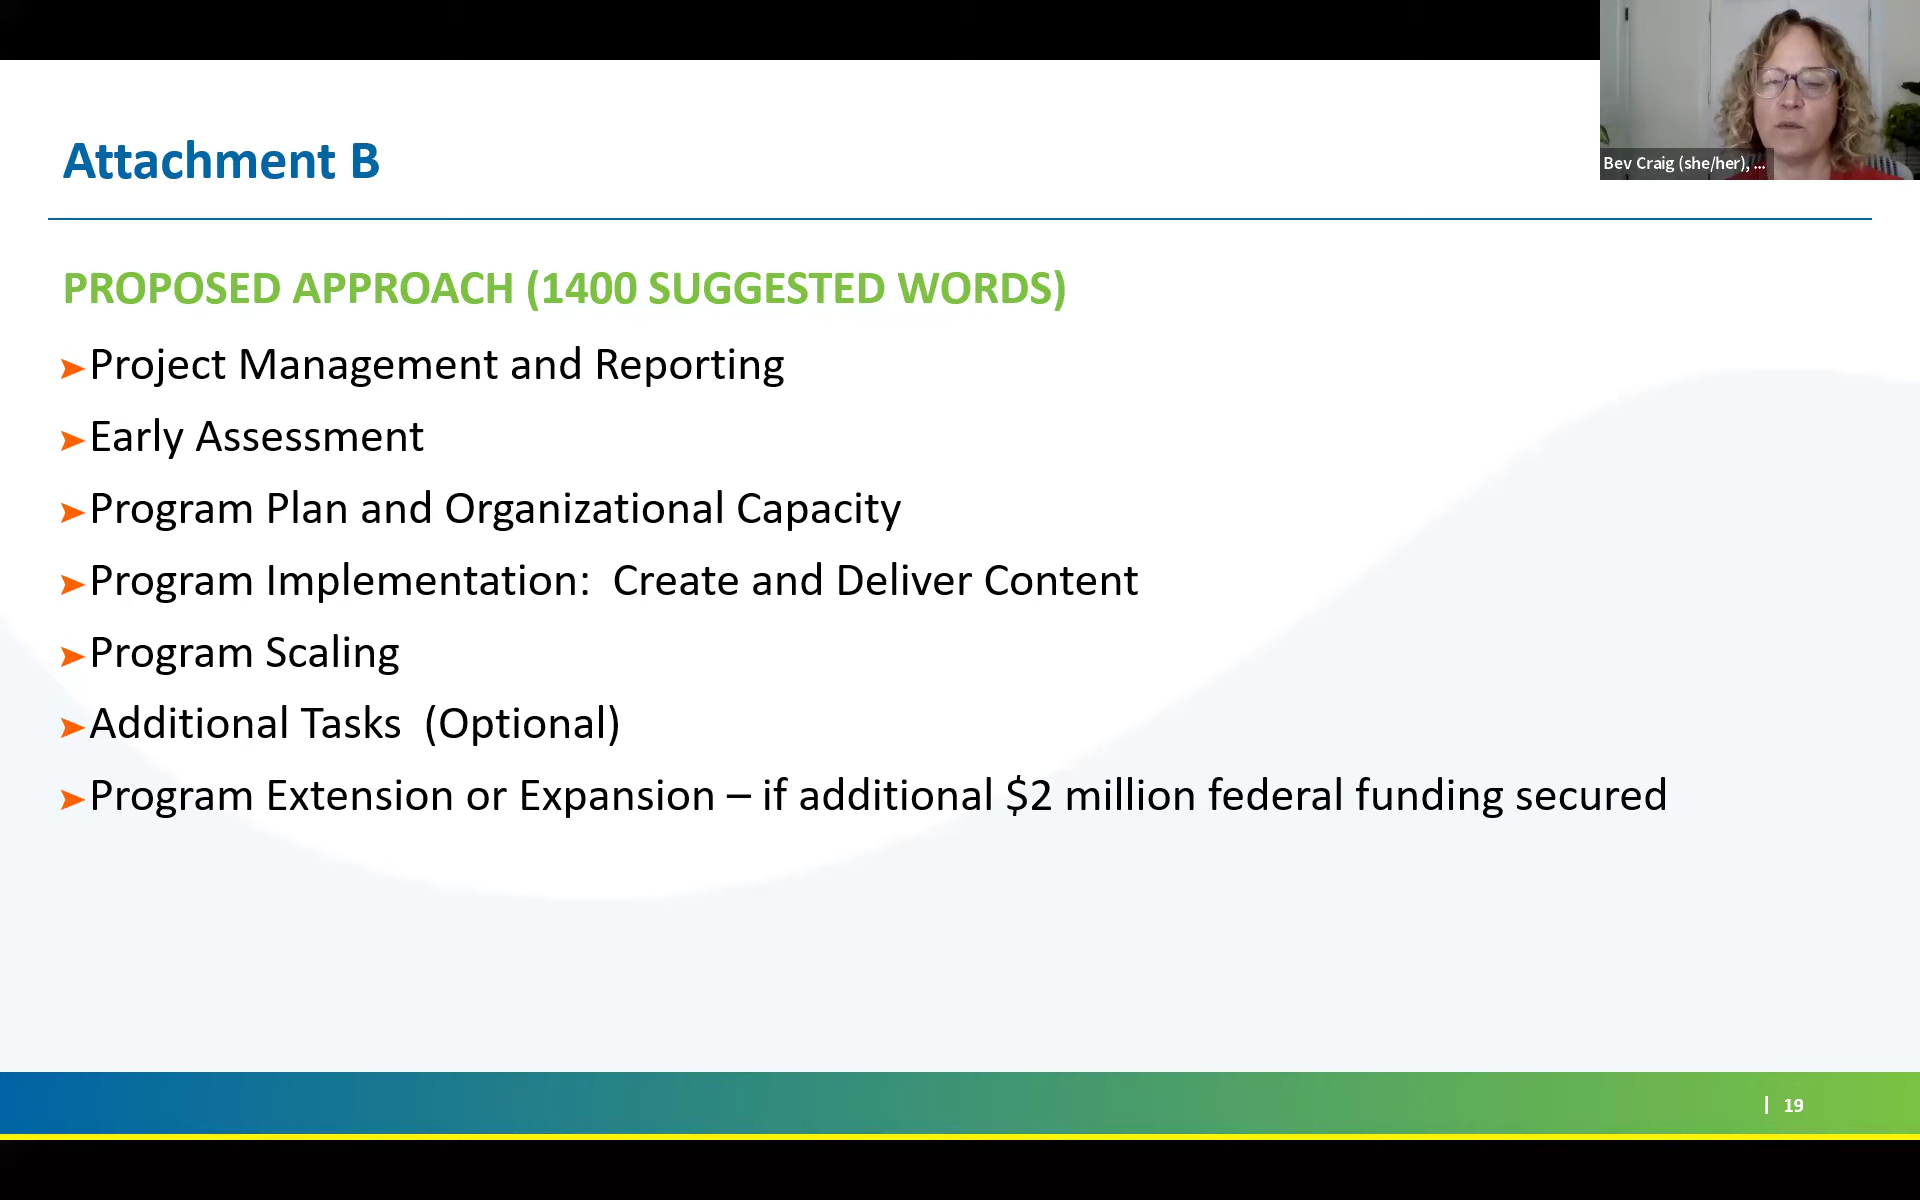 Bev Craig (she/her), ...
Attachment B
PROPOSED APPROACH (1400 SUGGESTED WORDS)
➤Project Management and Reporting
➤Early Assessment
➤Program Plan and Organizational Capacity
➤Program Implementation:  Create and Deliver Content
➤Program Scaling
➤Additional Tasks  (Optional)
➤Program Extension or Expansion – if additional $2 million federal funding secured
| 19